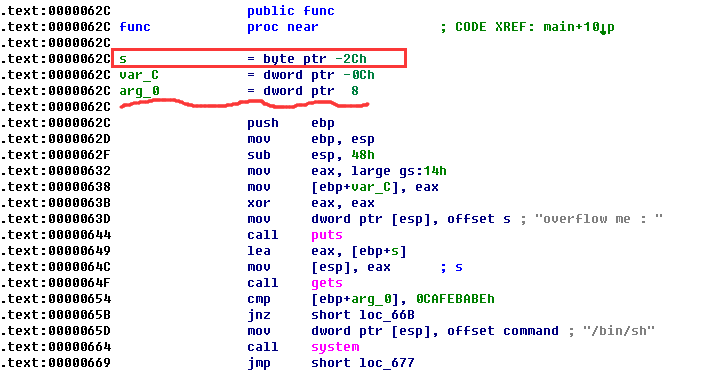 .text:0000062C public func
.text:0000062C func proc near ; CODE XREF: main+10↓p
.text:0000062C
.text:0000062C s = byte ptr -2Ch
.text:0000062C var_C = dword ptr -0Ch
.text:0000062C arg_0 = dword ptr 8
.text:0000062C
.text:0000062C push ebp
.text:0000062D mov ebp, esp
.text:0000062F sub esp, 48h
.text:00000632 mov eax, large gs:14h
.text:00000638 mov [ebp+var_C], eax
.text:0000063B xor eax, eax
.text:0000063D mov dword ptr [esp], offset s ; "overflow me : "
.text:00000644 call puts
.text:00000649 lea eax, [ebp+s]
.text:0000064C mov [esp], eax ; s
.text:0000064F call gets
.text:00000654 cmp [ebp+arg_0], 0CAFEBABEh
.text:0000065B jnz short loc_66B
.text:0000065D mov dword ptr [esp], offset command ; "/bin/sh"
.text:00000664 call system
.text:00000669 jmp short loc_677